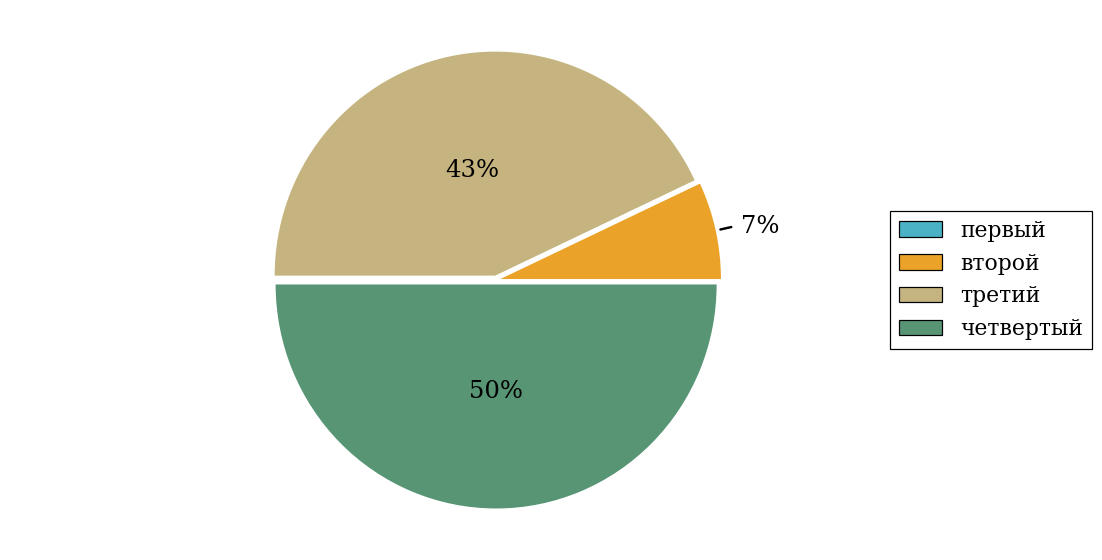 43%
7%
50%
первый
второй
третий
четвертый